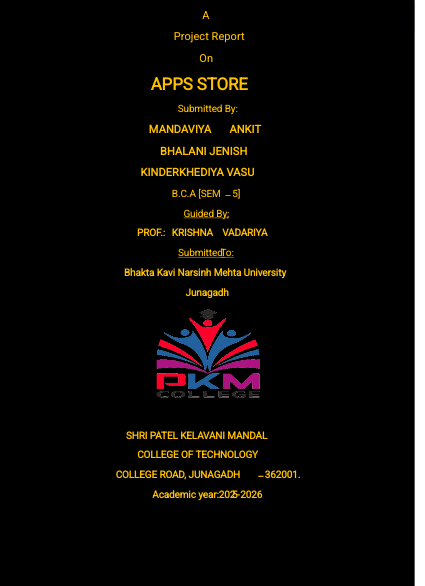 A
Project Report
On
APPS STORE
Submitted By:
MANDAVIYA ANKIT
BHALANI JENISH
KINDERKHEDIYA VASU
B.C.A [SEM – 5]
Guided By:
PROF.: KRISHNA VADARIYA
Submitted To:
Bhakta Kavi Narsinh Mehta University
Junagadh
PKM
COLLEGE
SHRI PATEL KELAVANI MANDAL
COLLEGE OF TECHNOLOGY
COLLEGE ROAD, JUNAGADH – 362001.
Academic year:2025-2026